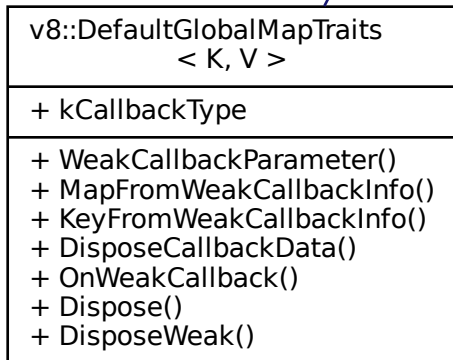 v8::DefaultGlobalMapTraits
< K, V >
+ kCallbackType
+ WeakCallbackParameter()
+ MapFromWeakCallbackInfo()
+ KeyFromWeakCallbackInfo()
+ DisposeCallbackData()
+ OnWeakCallback()
+ Dispose()
+ DisposeWeak()